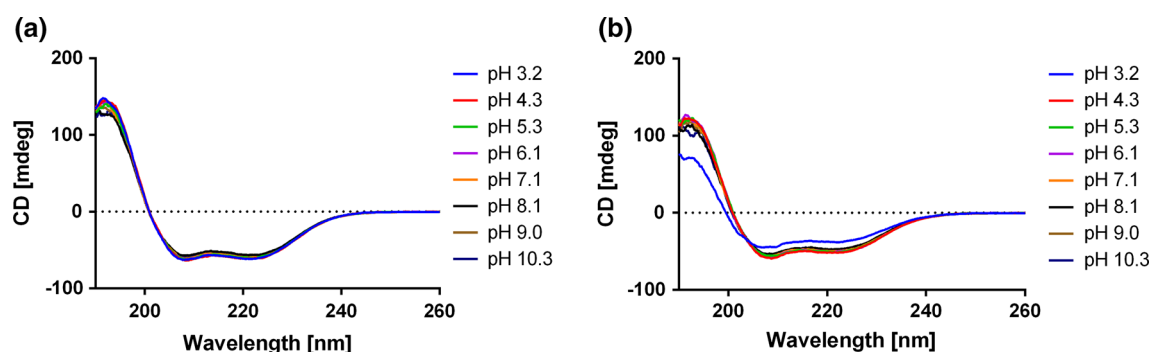 (a)
CD [mdeg]
200
100
0
-100
200
220
240
260
Wavelength [nm]
pH 3.2
pH 4.3
pH 5.3
pH 6.1
pH 7.1
pH 8.1
pH 9.0
pH 10.3
(b)
CD [mdeg]
200
100
0
-100
200
220
240
260
Wavelength [nm]
pH 3.2
pH 4.3
pH 5.3
pH 6.1
pH 7.1
pH 8.1
pH 9.0
pH 10.3